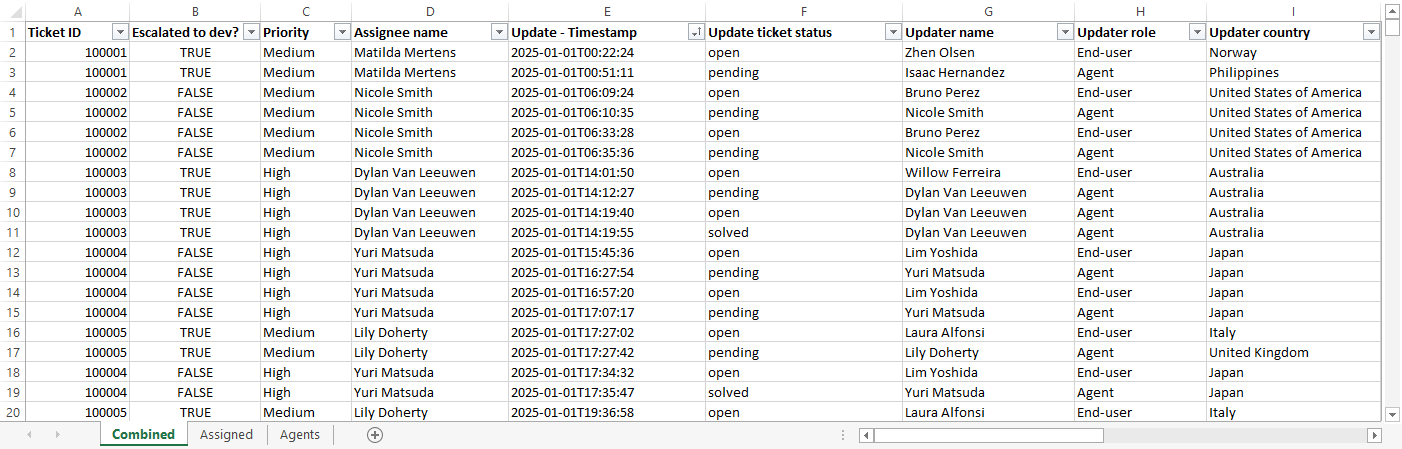 A B C D E F G H I
1 Ticket ID Escalated to dev? Priority Assignee name Update - Timestamp Update ticket status Updater name Updater role Updater country
2 100001 TRUE Medium Matilda Mertens 2025-01-01T00:22:24 open Zhen Olsen End-user Norway
3 100001 TRUE Medium Matilda Mertens 2025-01-01T00:51:11 pending Isaac Hernandez Agent Philippines
4 100002 FALSE Medium Nicole Smith 2025-01-01T06:09:24 open Bruno Perez End-user United States of America
5 100002 FALSE Medium Nicole Smith 2025-01-01T06:10:35 pending Nicole Smith Agent United States of America
6 100002 FALSE Medium Nicole Smith 2025-01-01T06:33:28 open Bruno Perez End-user United States of America
7 100002 FALSE Medium Nicole Smith 2025-01-01T06:35:36 pending Nicole Smith Agent United States of America
8 100003 TRUE High Dylan Van Leeuwen 2025-01-01T14:01:50 open Willow Ferreira End-user Australia
9 100003 TRUE High Dylan Van Leeuwen 2025-01-01T14:12:27 pending Dylan Van Leeuwen Agent Australia
10 100003 TRUE High Dylan Van Leeuwen 2025-01-01T14:19:40 open Dylan Van Leeuwen Agent Australia
11 100003 TRUE High Dylan Van Leeuwen 2025-01-01T14:19:55 solved Dylan Van Leeuwen Agent Australia
12 100004 FALSE High Yuri Matsuda 2025-01-01T15:45:36 open Lim Yoshida End-user Japan
13 100004 FALSE High Yuri Matsuda 2025-01-01T16:27:54 pending Yuri Matsuda Agent Japan
14 100004 FALSE High Yuri Matsuda 2025-01-01T16:57:20 open Lim Yoshida End-user Japan
15 100004 FALSE High Yuri Matsuda 2025-01-01T17:07:17 pending Yuri Matsuda Agent Japan
16 100005 TRUE Medium Lily Doherty 2025-01-01T17:27:02 open Laura Alfonsi End-user Italy
17 100005 TRUE Medium Lily Doherty 2025-01-01T17:27:42 pending Lily Doherty Agent United Kingdom
18 100004 FALSE High Yuri Matsuda 2025-01-01T17:34:32 open Lim Yoshida End-user Japan
19 100004 FALSE High Yuri Matsuda 2025-01-01T17:35:47 solved Yuri Matsuda Agent Japan
20 100005 TRUE Medium Lily Doherty 2025-01-01T19:36:58 open Laura Alfonsi End-user Italy
Combined Assigned Agents